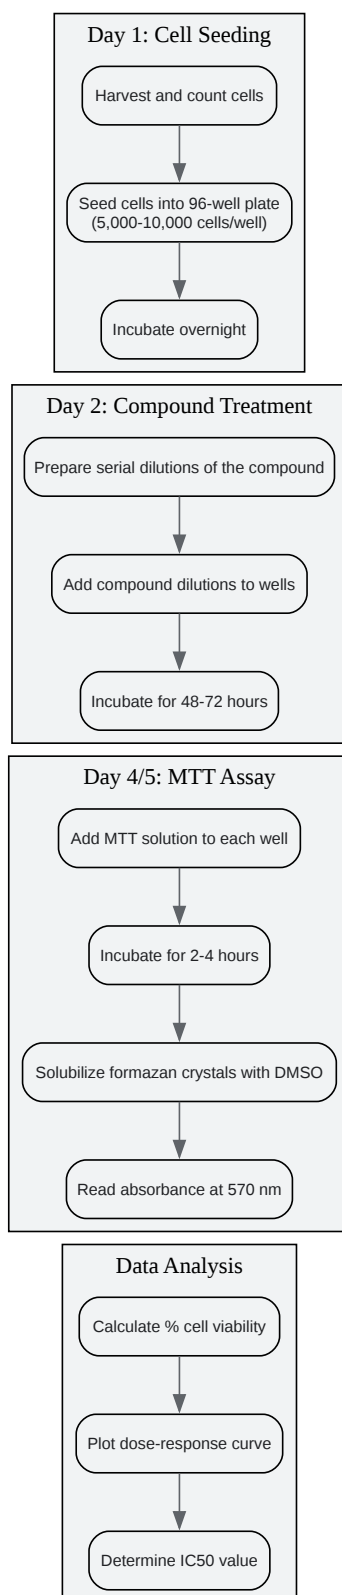 Day 1: Cell Seeding
Harvest and count cells
Seed cells into 96-well plate
(5,000-10,000 cells/well)
Incubate overnight
Day 2: Compound Treatment
Prepare serial dilutions of the compound
Add compound dilutions to wells
Incubate for 48-72 hours
Day 4/5: MTT Assay
Add MTT solution to each well
Incubate for 2-4 hours
Solubilize formazan crystals with DMSO
Read absorbance at 570 nm
Data Analysis
Calculate % cell viability
Plot dose-response curve
Determine IC50 value